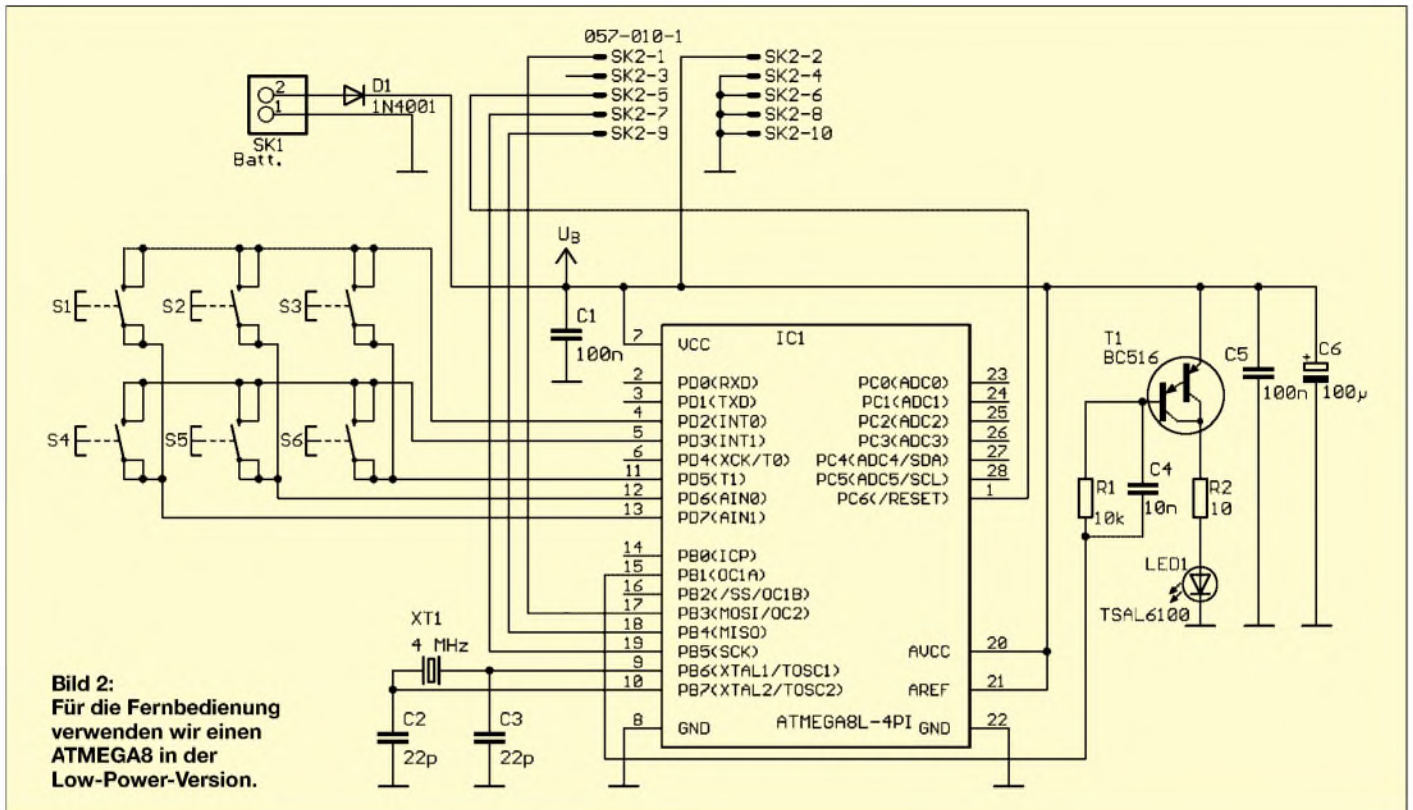 057-010-1
SK2-1
SK2-3
SK2-5
SK2-7
SK2-9
SK2-2
SK2-4
SK2-6
SK2-8
SK2-10
2
1
D1
1N4001
SK1
Batt.
UB
C1
100n
S1
S2
S3
S4
S5
S6
IC1
7
VCC
2
PD0(RXD)
3
PD1(TXD)
4
PD2(INT0)
5
PD3(INT1)
6
PD4(XCK/T0)
11
PD5(T1)
12
PD6(AIN0)
13
PD7(AIN1)
14
PB0(ICP)
15
PB1(OC1A)
16
PB2(/SS/OC1B)
17
PB3(MOSI/OC2)
18
PB4(MISO)
19
PB5(SCK)
9
PB6(XTAL1/TOSC1)
10
PB7(XTAL2/TOSC2)
8
GND
PC0(ADC0)
23
PC1(ADC1)
24
PC2(ADC2)
25
PC3(ADC3)
26
PC4(ADC4/SDA)
27
PC5(ADC5/SCL)
28
PC6(/RESET)
1
AVCC
20
AREF
21
ATMEGA8L-4PI
GND
22
T1
BC516
C5
100n
C6
+
100µ
R1
10k
C4
10n
R2
10
LED1
TSAL6100
XT1
4 MHz
C2
22p
C3
22p
Bild 2:
Für die Fernbedienung
verwenden wir einen
ATMEGA8 in der
Low-Power-Version.